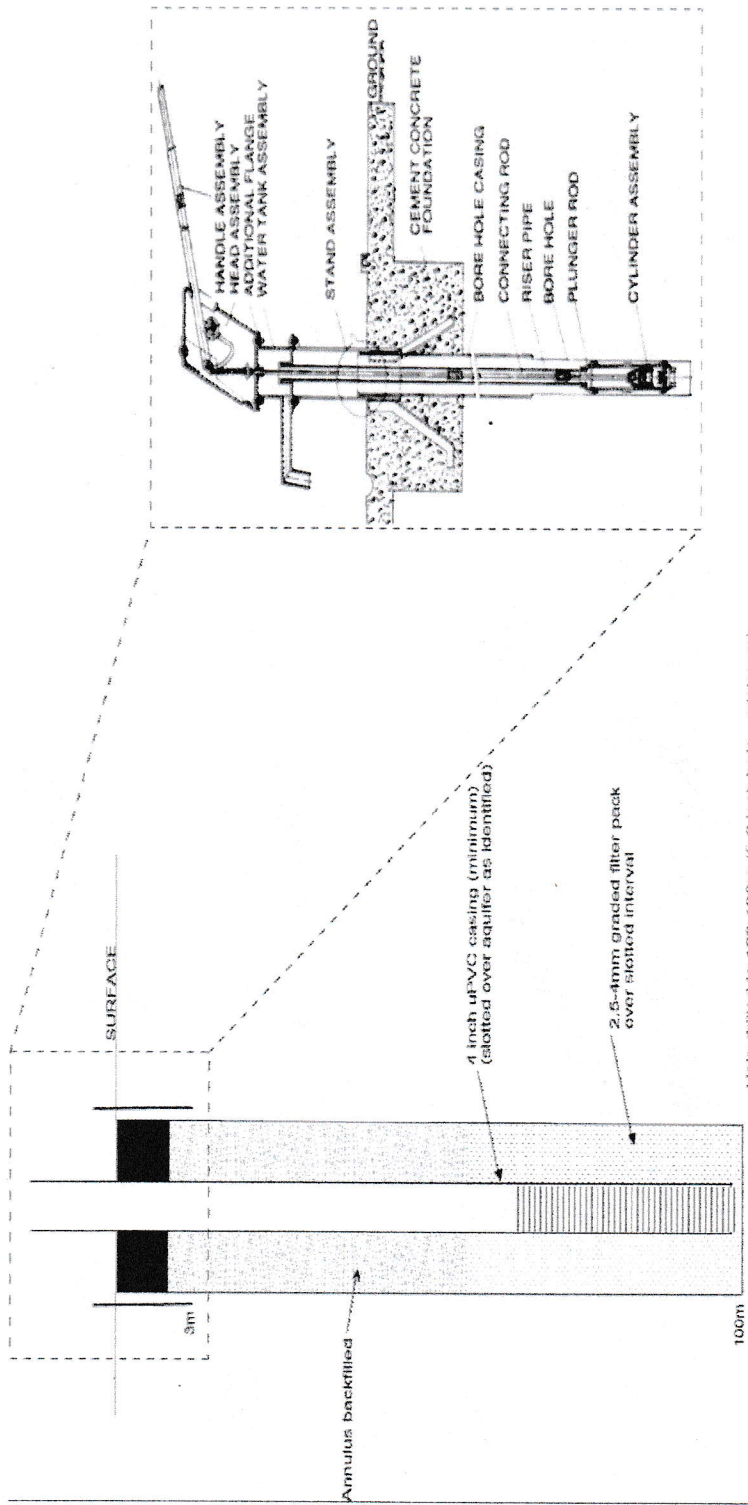 SURFACE
3m
Annulus backfilled
4 inch uPVC casing (minimum)
(slotted over aquifer as identified)
2.5-4mm graded filter pack
over slotted interval
100m
HANDLE ASSEMBLY
HEAD ASSEMBLY
ADDITIONAL FLANGE
WATER TANK ASSEMBLY
STAND ASSEMBLY
GROUND
CEMENT CONCRETE
FOUNDATION
BORE HOLE CASING
CONNECTING ROD
RISER PIPE
BORE HOLE
PLUNGER ROD
CYLINDER ASSEMBLY